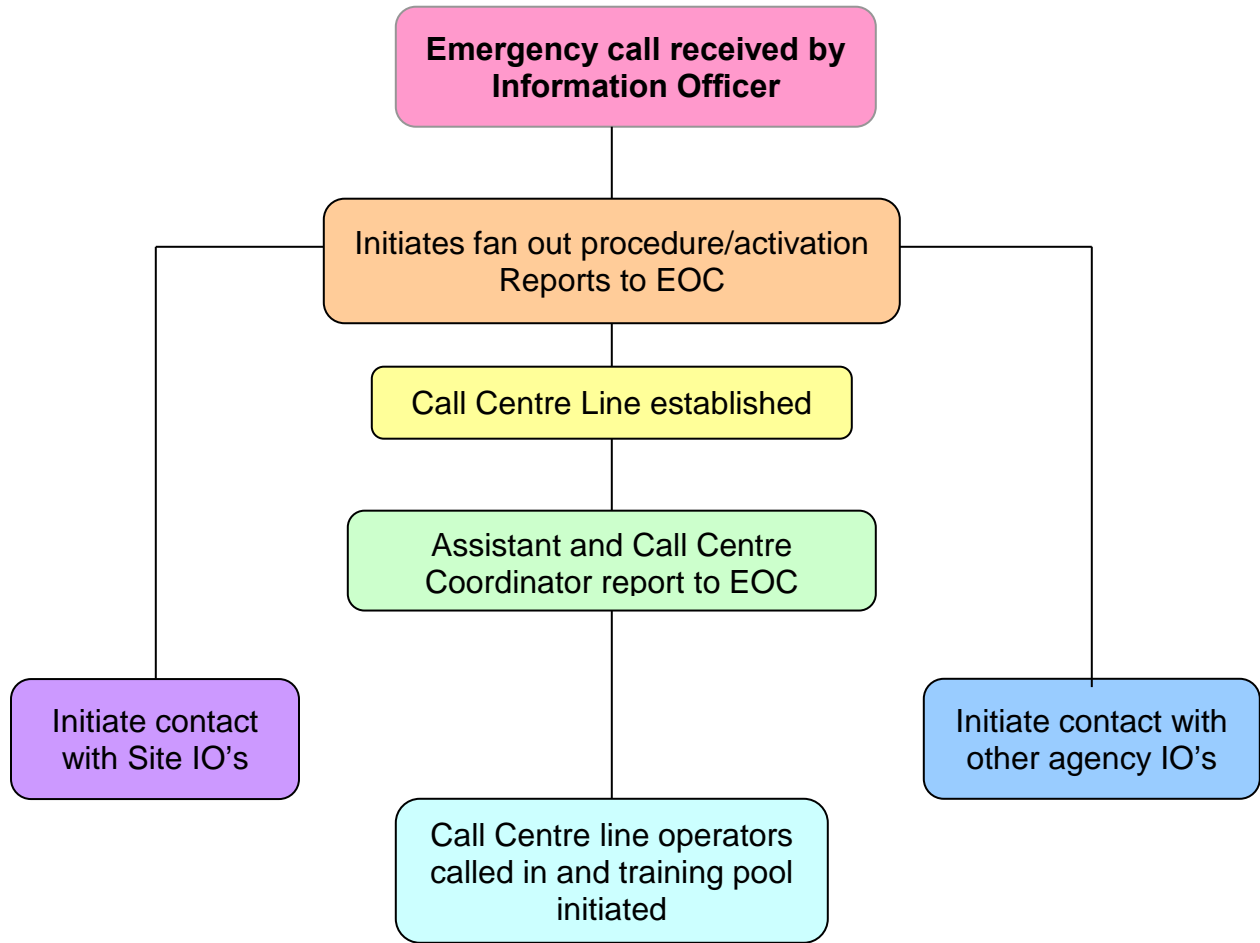 Emergency call received by
Information Officer
Initiates fan out procedure/activation
Reports to EOC
Call Centre Line established
Assistant and Call Centre
Coordinator report to EOC
Initiate contact
with Site IO’s
Initiate contact with
other agency IO’s
Call Centre line operators
called in and training pool
initiated